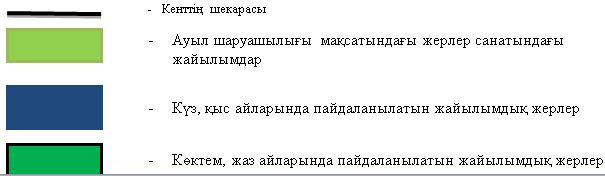 - Кенттің шекарасы
- Ауыл шаруашылығы мақсатындағы жерлер санатындағы
жайылымдар
- Күз, қыс айларында пайдаланылатын жайылымдық жерлер
- Көктем, жаз айларында пайдаланылатын жайылымдық жерлер